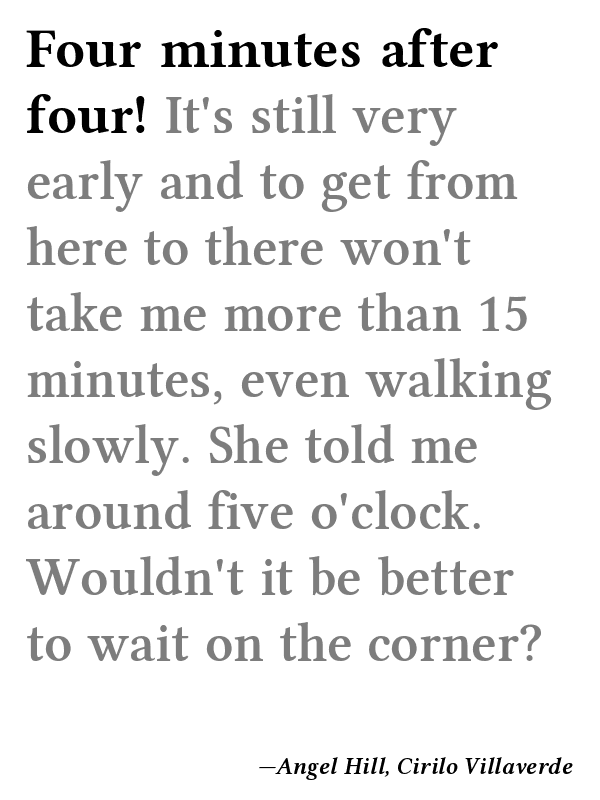 Four minutes after
four! It's still very
early and to get from
here to there won't
take me more than 15
minutes, even walking
slowly. She told me
around five o'clock.
Wouldn't it be better
to wait on the corner?
—Angel Hill, Cirilo Villaverde